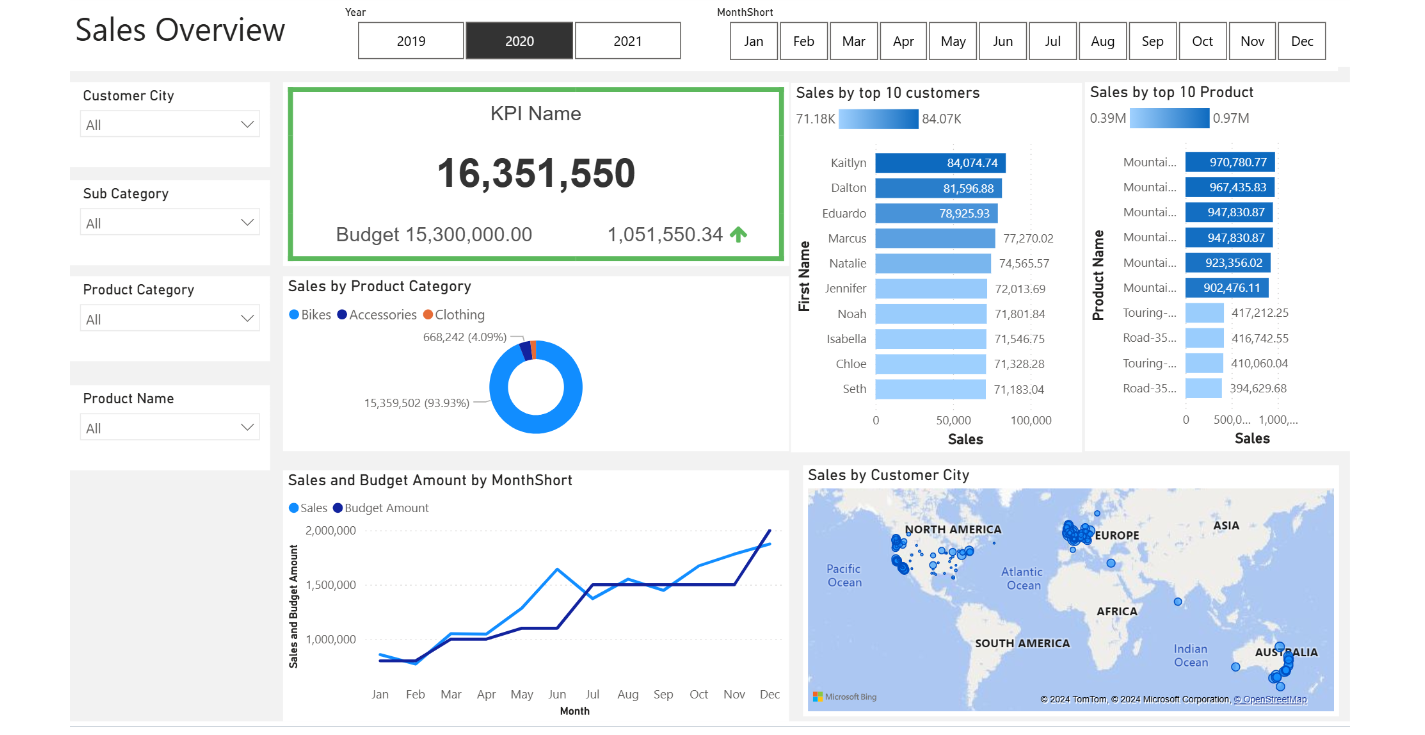 Sales Overview
Year
2019 2020 2021
MonthShort
Jan Feb Mar Apr May Jun Jul Aug Sep Oct Nov Dec
Customer City
All
Sub Category
All
Product Category
All
Product Name
All
KPI Name
16,351,550
Budget 15,300,000.00 1,051,550.34
Sales by Product Category
Bikes Accessories Clothing
668,242 (4.09%)
15,359,502 (93.93%)
Sales by top 10 customers
71.18K 84.07K
First Name
Kaitlyn 84,074.74
Dalton 81,596.88
Eduardo 78,925.93
Marcus 77,270.02
Natalie 74,565.57
Jennifer 72,013.69
Noah 71,801.84
Isabella 71,546.75
Chloe 71,328.28
Seth 71,183.04
0 50,000 100,000
Sales
Sales by top 10 Product
0.39M 0.97M
Product Name
Mountai... 970,780.77
Mountai... 967,435.83
Mountai... 947,830.87
Mountai... 947,830.87
Mountai... 923,356.02
Mountai... 902,476.11
Touring-... 417,212.25
Road-35... 416,742.55
Touring-... 410,060.04
Road-35... 394,629.68
0 500,0... 1,000,...
Sales
Sales and Budget Amount by MonthShort
Sales Budget Amount
Sales and Budget Amount
2,000,000
1,500,000
1,000,000
Jan Feb Mar Apr May Jun Jul Aug Sep Oct Nov Dec
Month
Sales by Customer City
NORTH AMERICA
EUROPE
ASIA
Pacific
Ocean
Atlantic
Ocean
AFRICA
SOUTH AMERICA
Indian
Ocean
AUSTRALIA
Microsoft Bing
© 2024 TomTom, © 2024 Microsoft Corporation, © OpenStreetMap